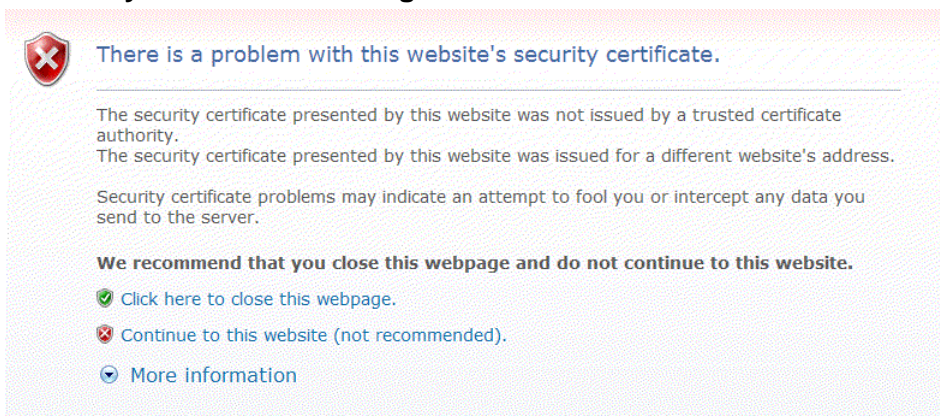 There is a problem with this website's security certificate.
The security certificate presented by this website was not issued by a trusted certificate
authority.
The security certificate presented by this website was issued for a different website's address.
Security certificate problems may indicate an attempt to fool you or intercept any data you
send to the server.
We recommend that you close this webpage and do not continue to this website.
Click here to close this webpage.
Continue to this website (not recommended).
More information